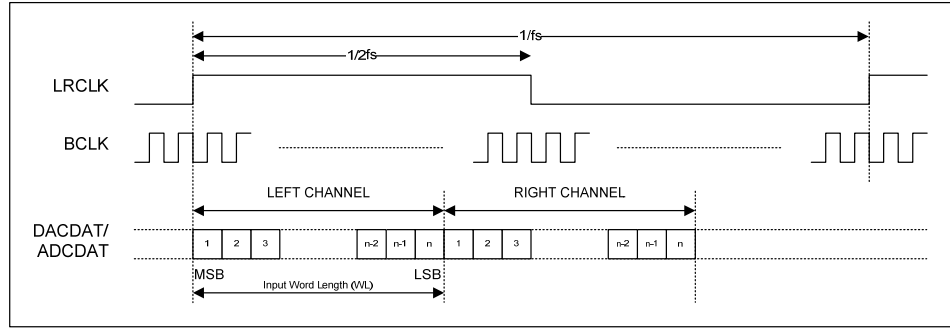 1/fs
1/2fs
LRCLK
BCLK
LEFT CHANNEL RIGHT CHANNEL
DACDAT/
ADCDAT
1 2 3 n-2 n-1 n 1 2 3 n-2 n-1 n
MSB LSB
Input Word Length (WL)